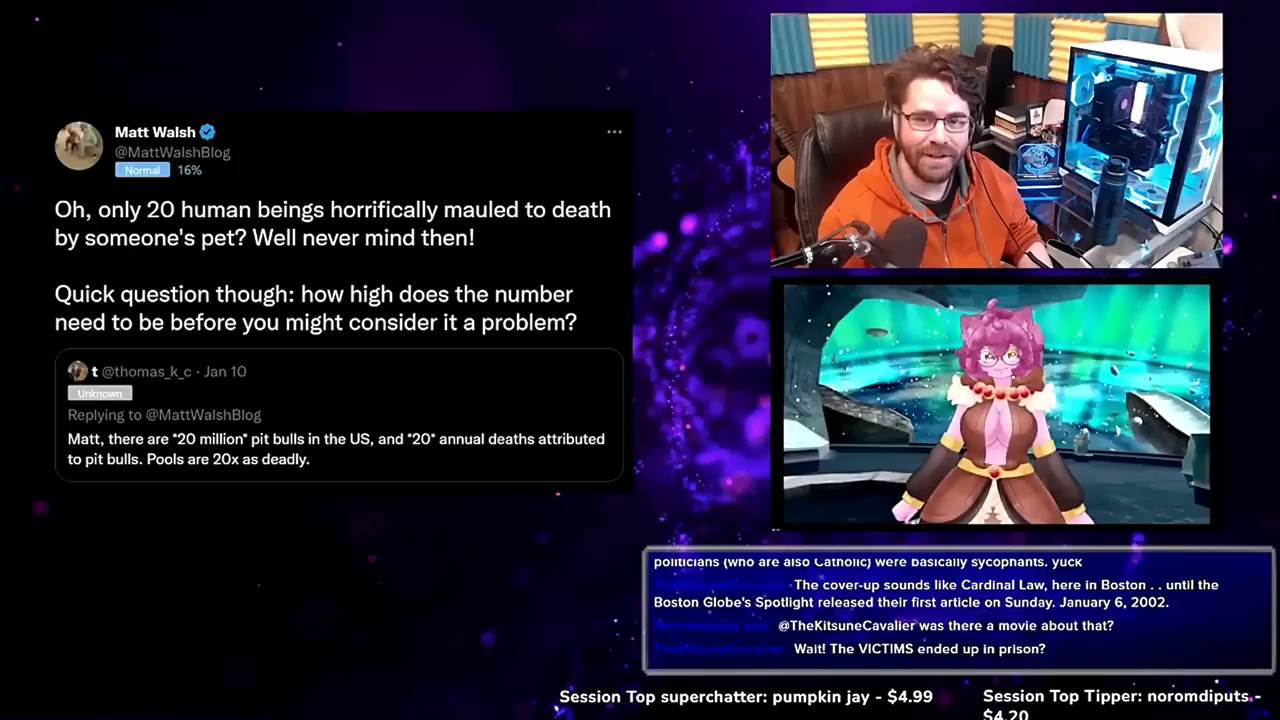 Matt Walsh
@MattWalshBlog
Normal 16%
Oh, only 20 human beings horrifically mauled to death
by someone's pet? Well never mind then!
Quick question though: how high does the number
need to be before you might consider it a problem?
t @thomas_k_c · Jan 10
Unknown
Replying to @MattWalshBlog
Matt, there are *20 million* pit bulls in the US, and *20* annual deaths attributed
to pit bulls. Pools are 20x as deadly.
politicians (who are also Catholic) were basically sycophants. yuck
The cover-up sounds like Cardinal Law, here in Boston . . until the
Boston Globe's Spotlight released their first article on Sunday. January 6, 2002.
@TheKitsuneCavalier was there a movie about that?
TheKitsuneCavalier Wait! The VICTIMS ended up in prison?
Session Top superchatter: pumpkin jay - $4.99
Session Top Tipper: noromdiputs -
$4.20